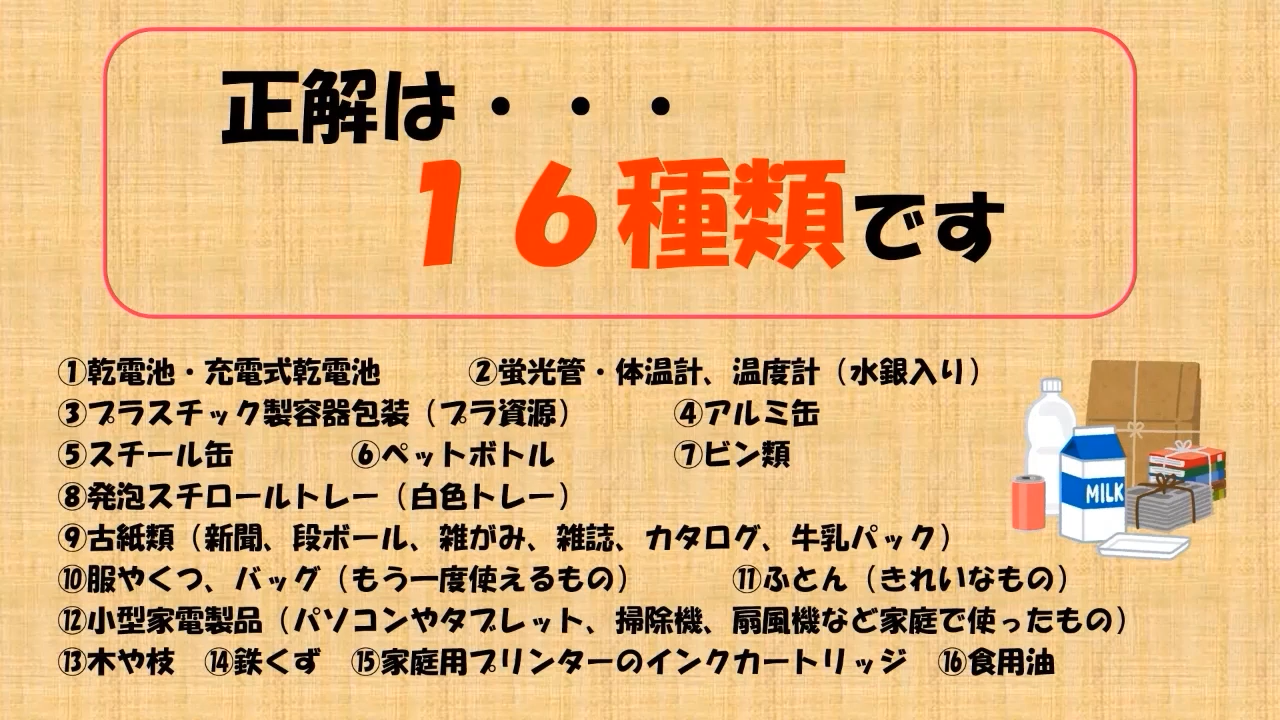 正解は・・・
１６種類です
①乾電池・充電式乾電池　②蛍光管・体温計、温度計（水銀入り）
③プラスチック製容器包装（プラ資源）　④アルミ缶
⑤スチール缶　⑥ペットボトル　⑦ビン類
⑧発泡スチロールトレー（白色トレー）
⑨古紙類（新聞、段ボール、雑がみ、雑誌、カタログ、牛乳パック）
⑩服やくつ、バッグ（もう一度使えるもの）　⑪ふとん（きれいなもの）
⑫小型家電製品（パソコンやタブレット、掃除機、扇風機など家庭で使ったもの）
⑬木や枝　⑭鉄くず　⑮家庭用プリンターのインクカートリッジ　⑯食用油
MILK